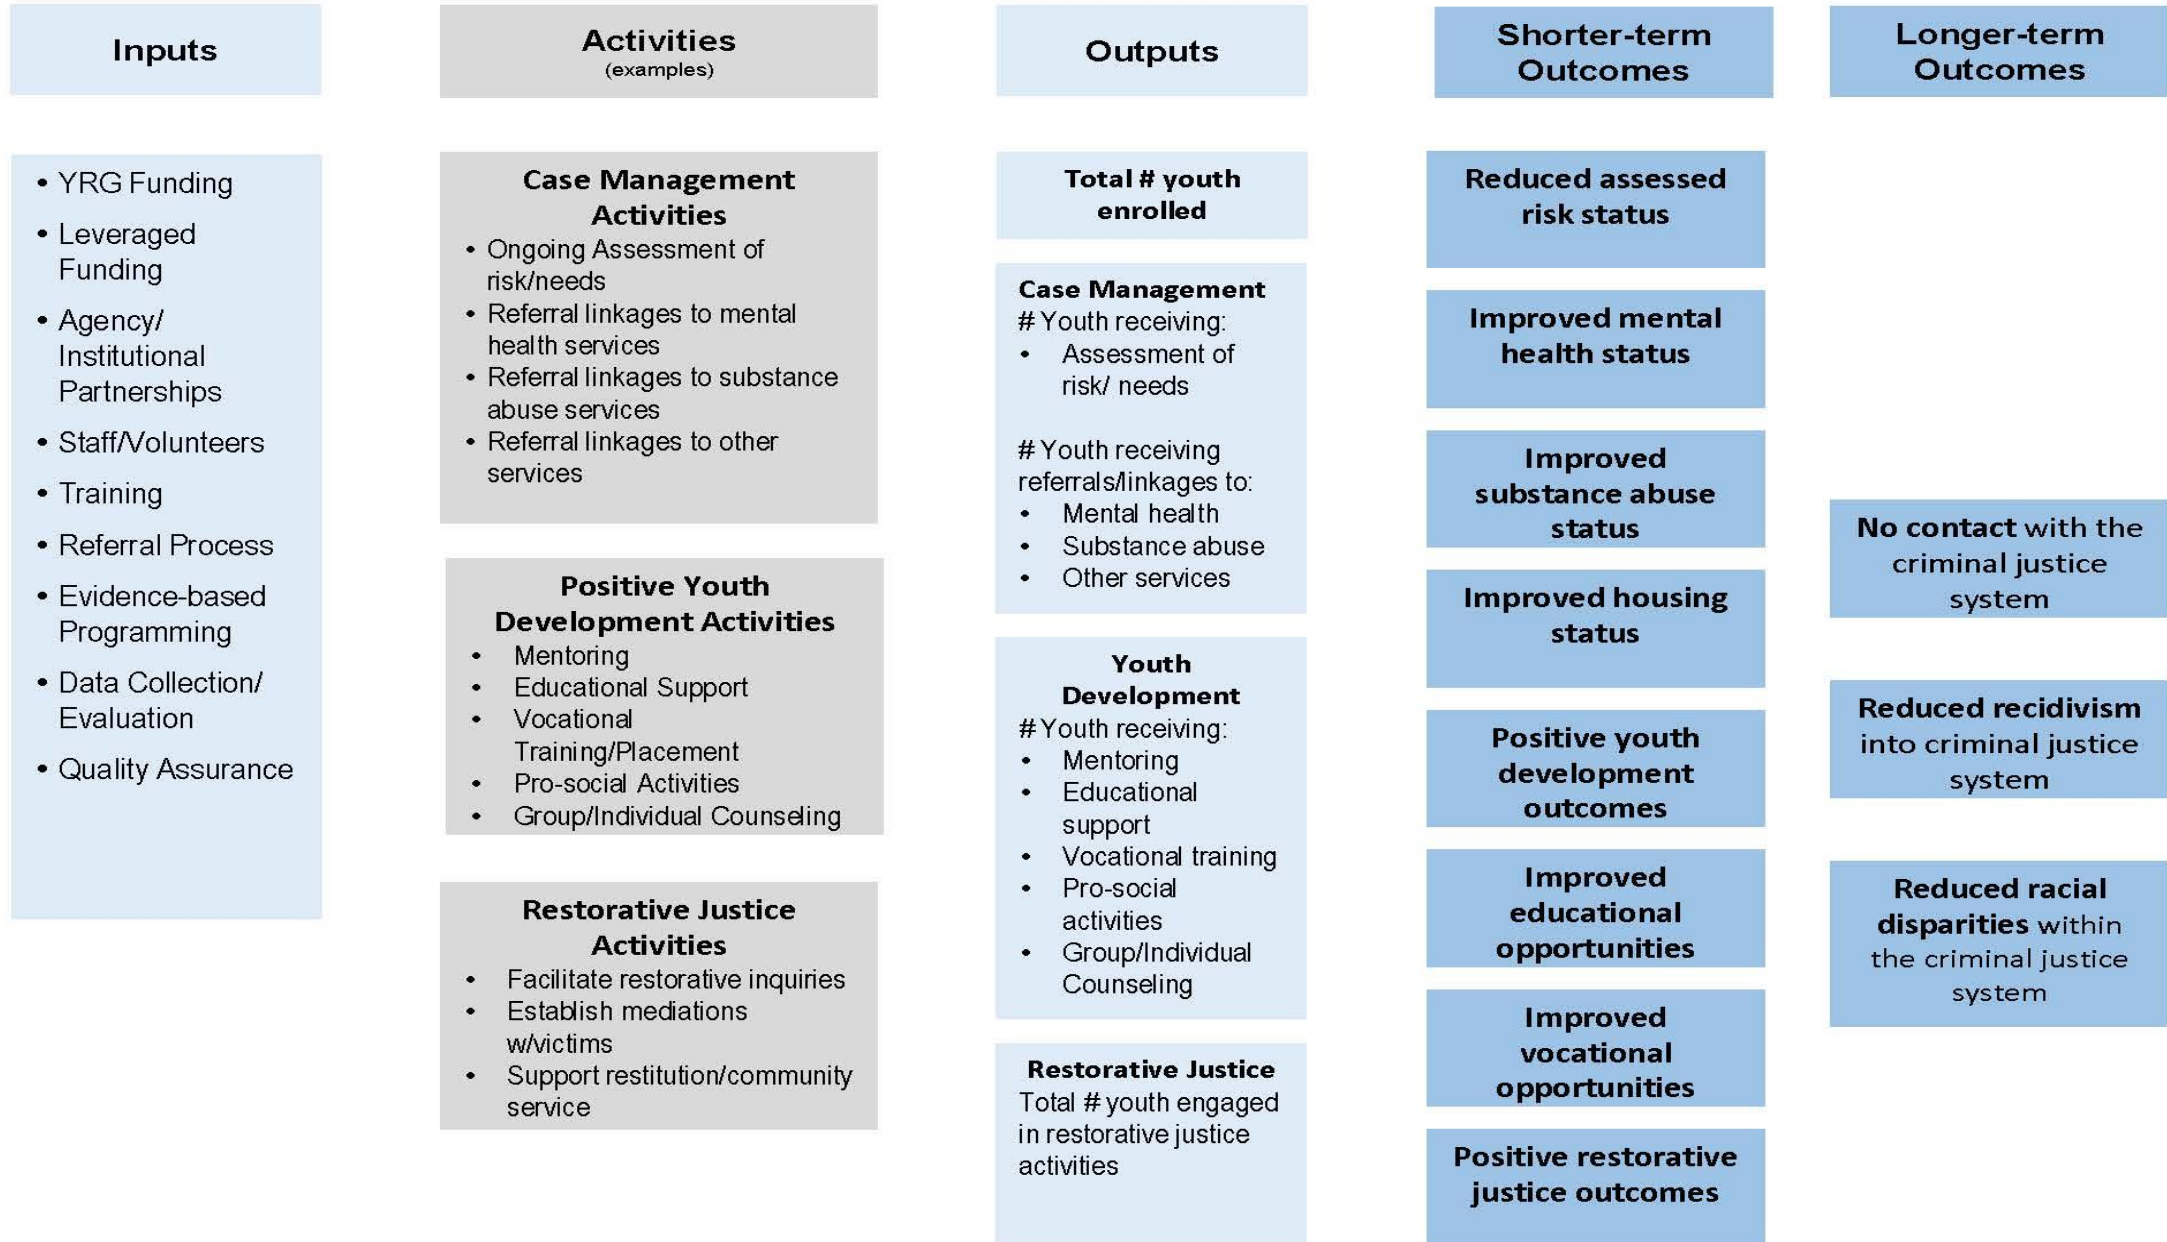 Inputs
Activities
(examples)
Outputs
Shorter-term
Outcomes
Longer-term
Outcomes
• YRG Funding
• Leveraged
Funding
• Agency/
Institutional
Partnerships
• Staff/Volunteers
• Training
• Referral Process
• Evidence-based
Programming
• Data Collection/
Evaluation
• Quality Assurance
Case Management
Activities
• Ongoing Assessment of
risk/needs
• Referral linkages to mental
health services
• Referral linkages to substance
abuse services
• Referral linkages to other
services
Positive Youth
Development Activities
• Mentoring
• Educational Support
• Vocational
Training/Placement
• Pro-social Activities
• Group/Individual Counseling
Restorative Justice
Activities
• Facilitate restorative inquiries
• Establish mediations
w/victims
• Support restitution/community
service
Total # youth
enrolled
Case Management
# Youth receiving:
• Assessment of
risk/ needs
# Youth receiving
referrals/linkages to:
• Mental health
• Substance abuse
• Other services
Youth
Development
# Youth receiving:
• Mentoring
• Educational
support
• Vocational training
• Pro-social
activities
• Group/Individual
Counseling
Restorative Justice
Total # youth engaged
in restorative justice
activities
Reduced assessed
risk status
Improved mental
health status
Improved
substance abuse
status
Improved housing
status
Positive youth
development
outcomes
Improved
educational
opportunities
Improved
vocational
opportunities
Positive restorative
justice outcomes
No contact with the
criminal justice
system
Reduced recidivism
into criminal justice
system
Reduced racial
disparities within
the criminal justice
system